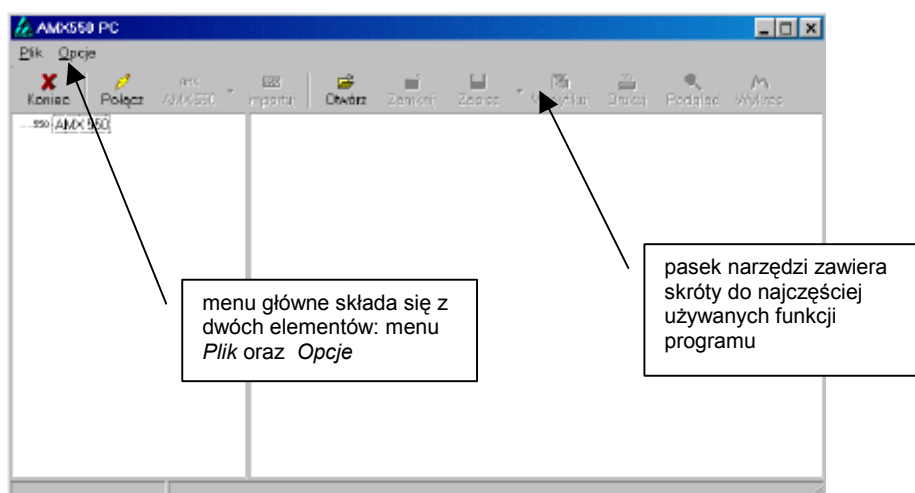 AMX550 PC
Plik Opcje
Koniec Połącz AMX550 Importuj Otwórz Zamknij Zapisz Drukuj Podgląd Wykres
550 AMX 550
menu główne składa się z
dwóch elementów: menu
Plik oraz Opcje
pasek narzędzi zawiera
skróty do najczęściej
używanych funkcji
programu